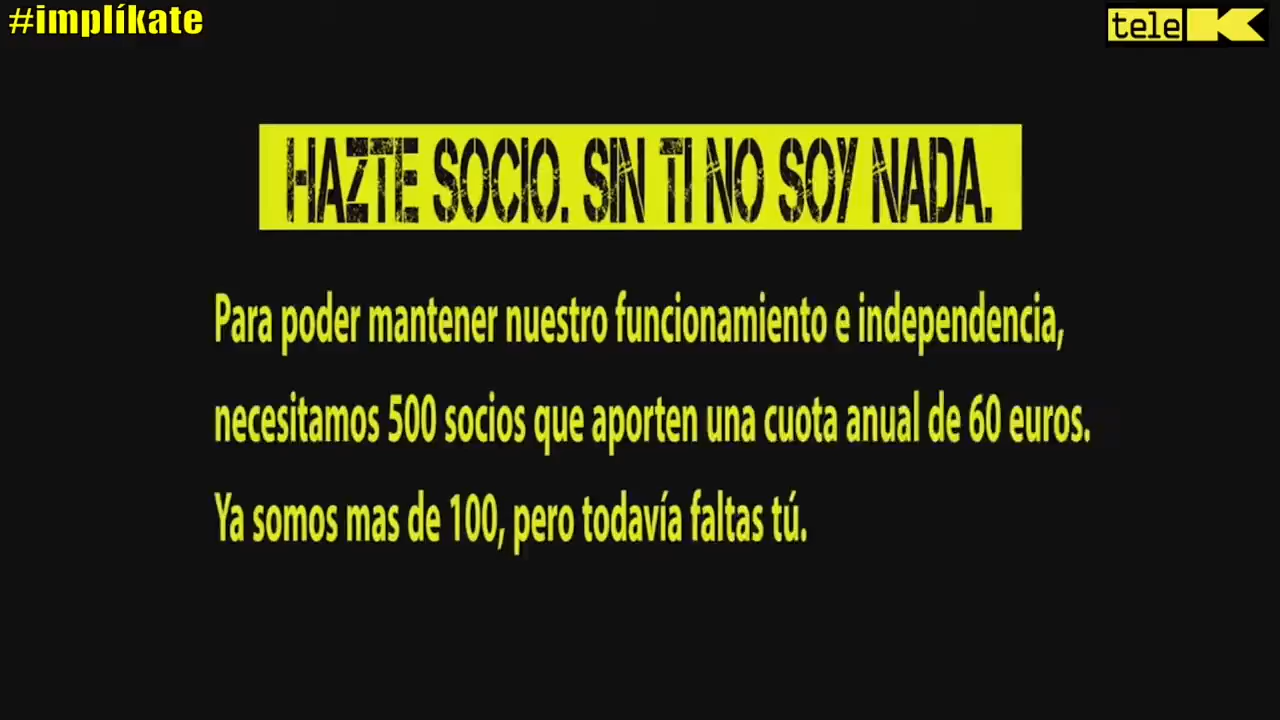 #implíkate
tele K
HAZTE SOCIO. SIN TI NO SOY NADA.
Para poder mantener nuestro funcionamiento e independencia,
necesitamos 500 socios que aporten una cuota anual de 60 euros.
Ya somos mas de 100, pero todavía faltas tú.